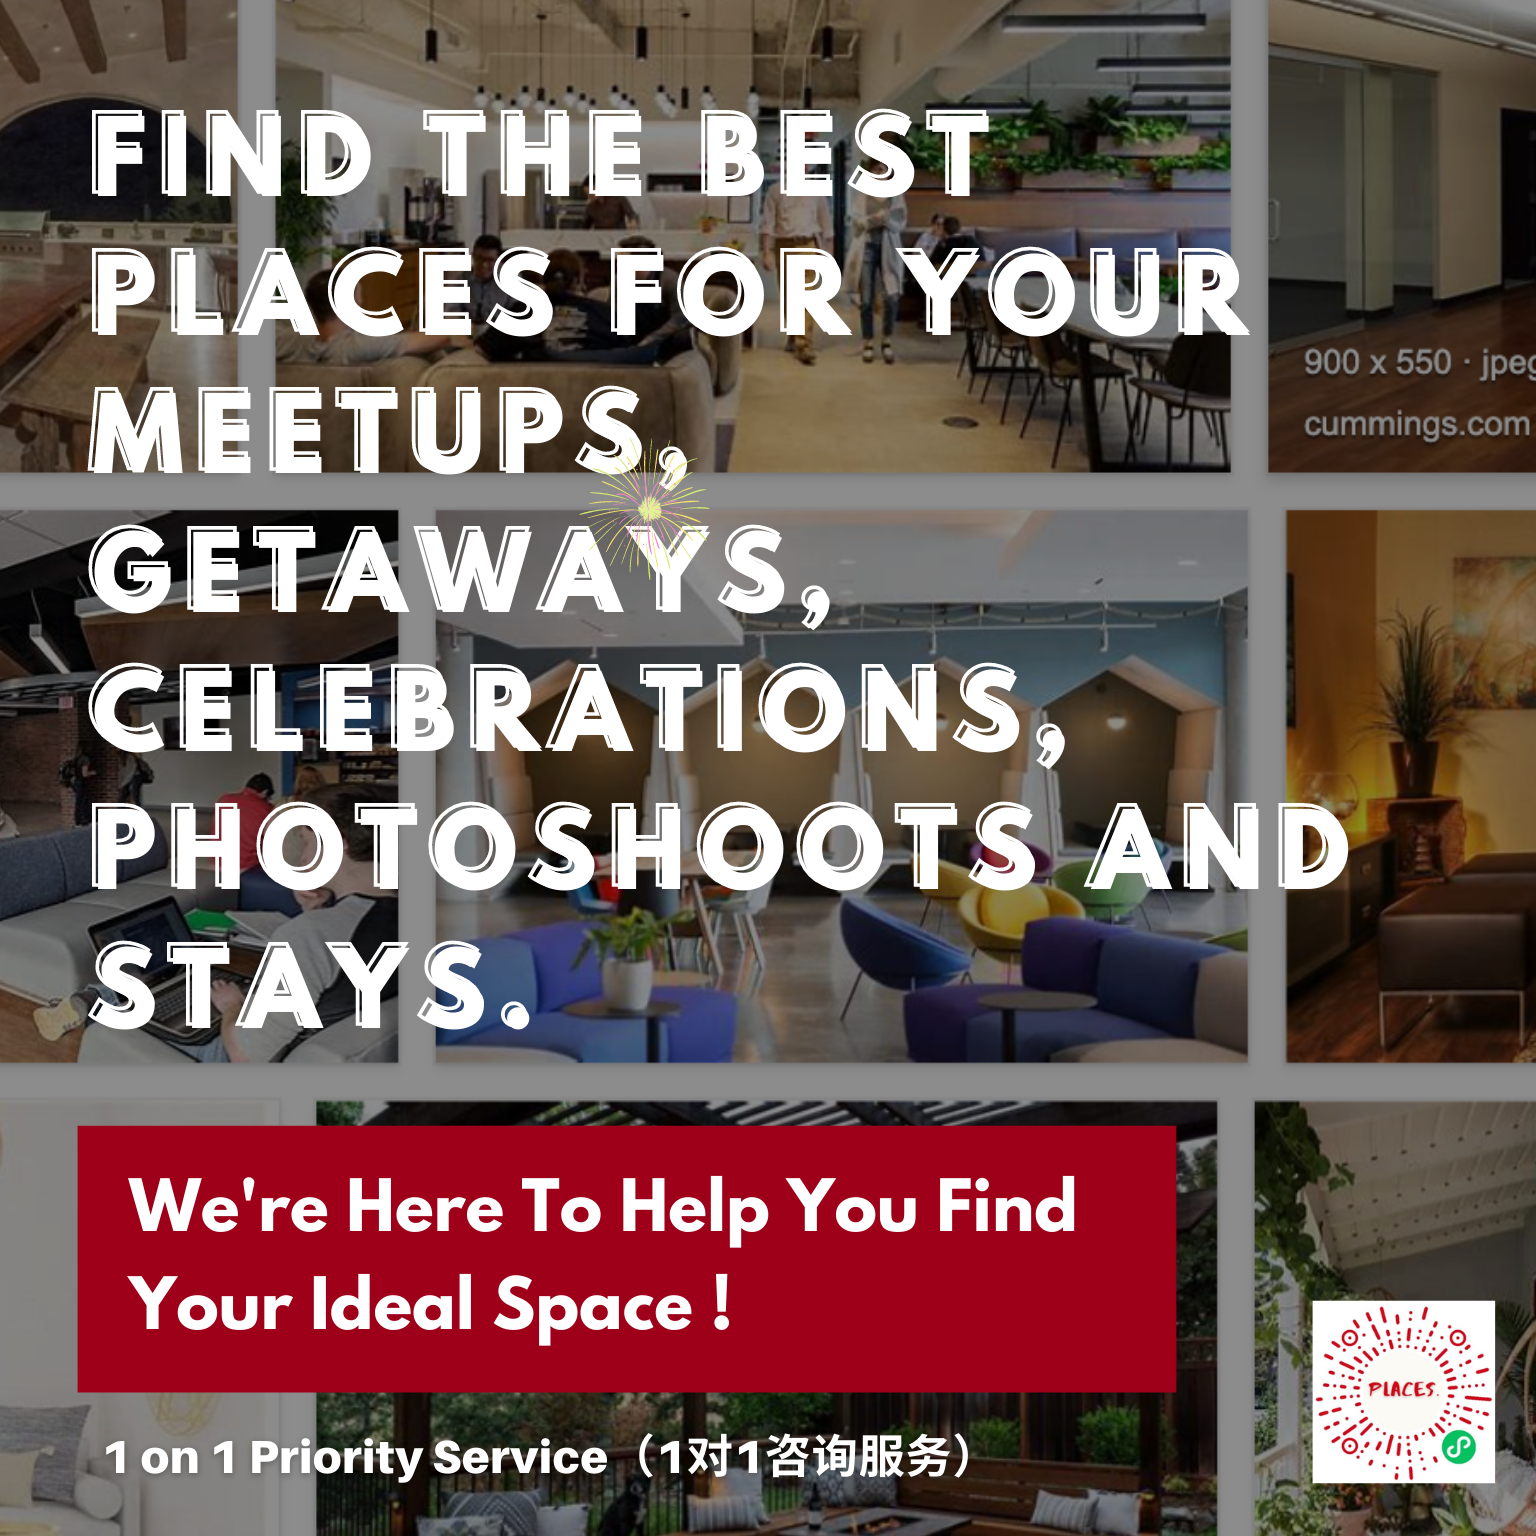 FIND THE BEST
PLACES FOR YOUR
MEETUPS,
GETAWAYS,
CELEBRATIONS,
PHOTOSHOOTS AND
STAYS.
900 x 550 · jpeg
cummings.com
We're Here To Help You Find
Your Ideal Space !
PLACES.
1 on 1 Priority Service（1对1咨询服务）